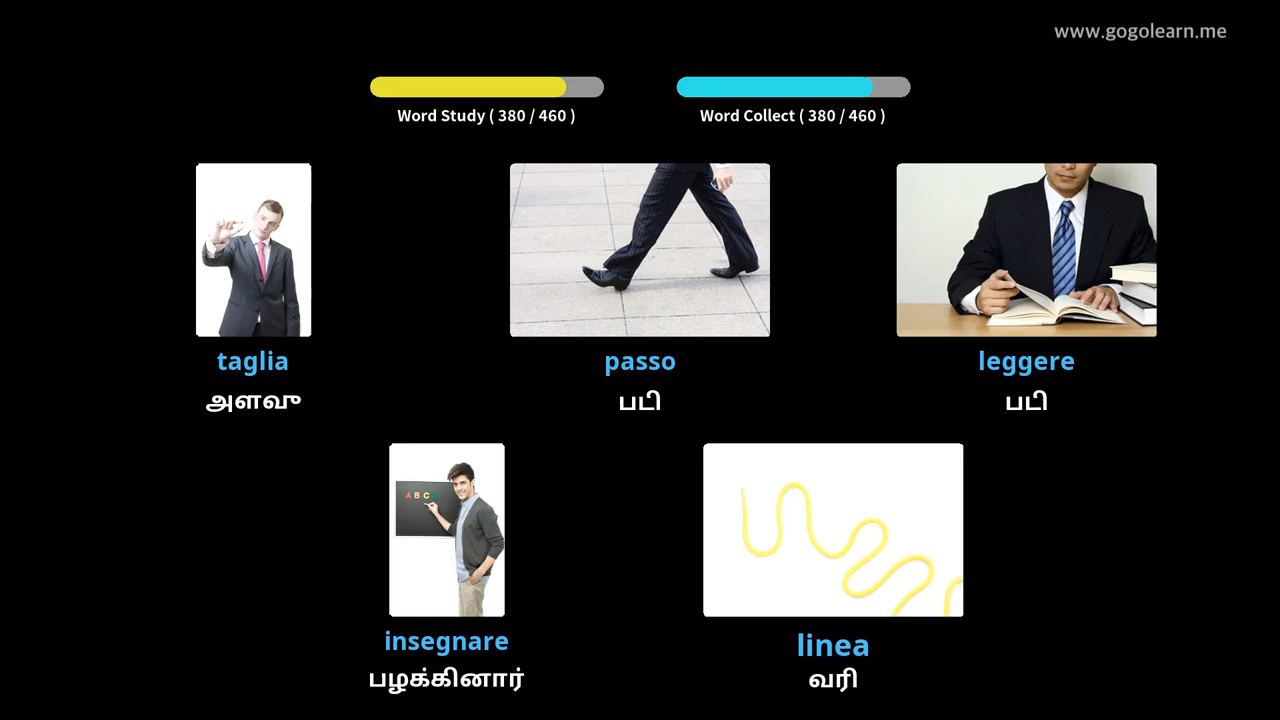 www.gogolearn.me
Word Study ( 380 / 460 )
Word Collect ( 380 / 460 )
taglia
அளவு
passo
படி
leggere
படி
insegnare
பழக்கினார்
linea
வரி